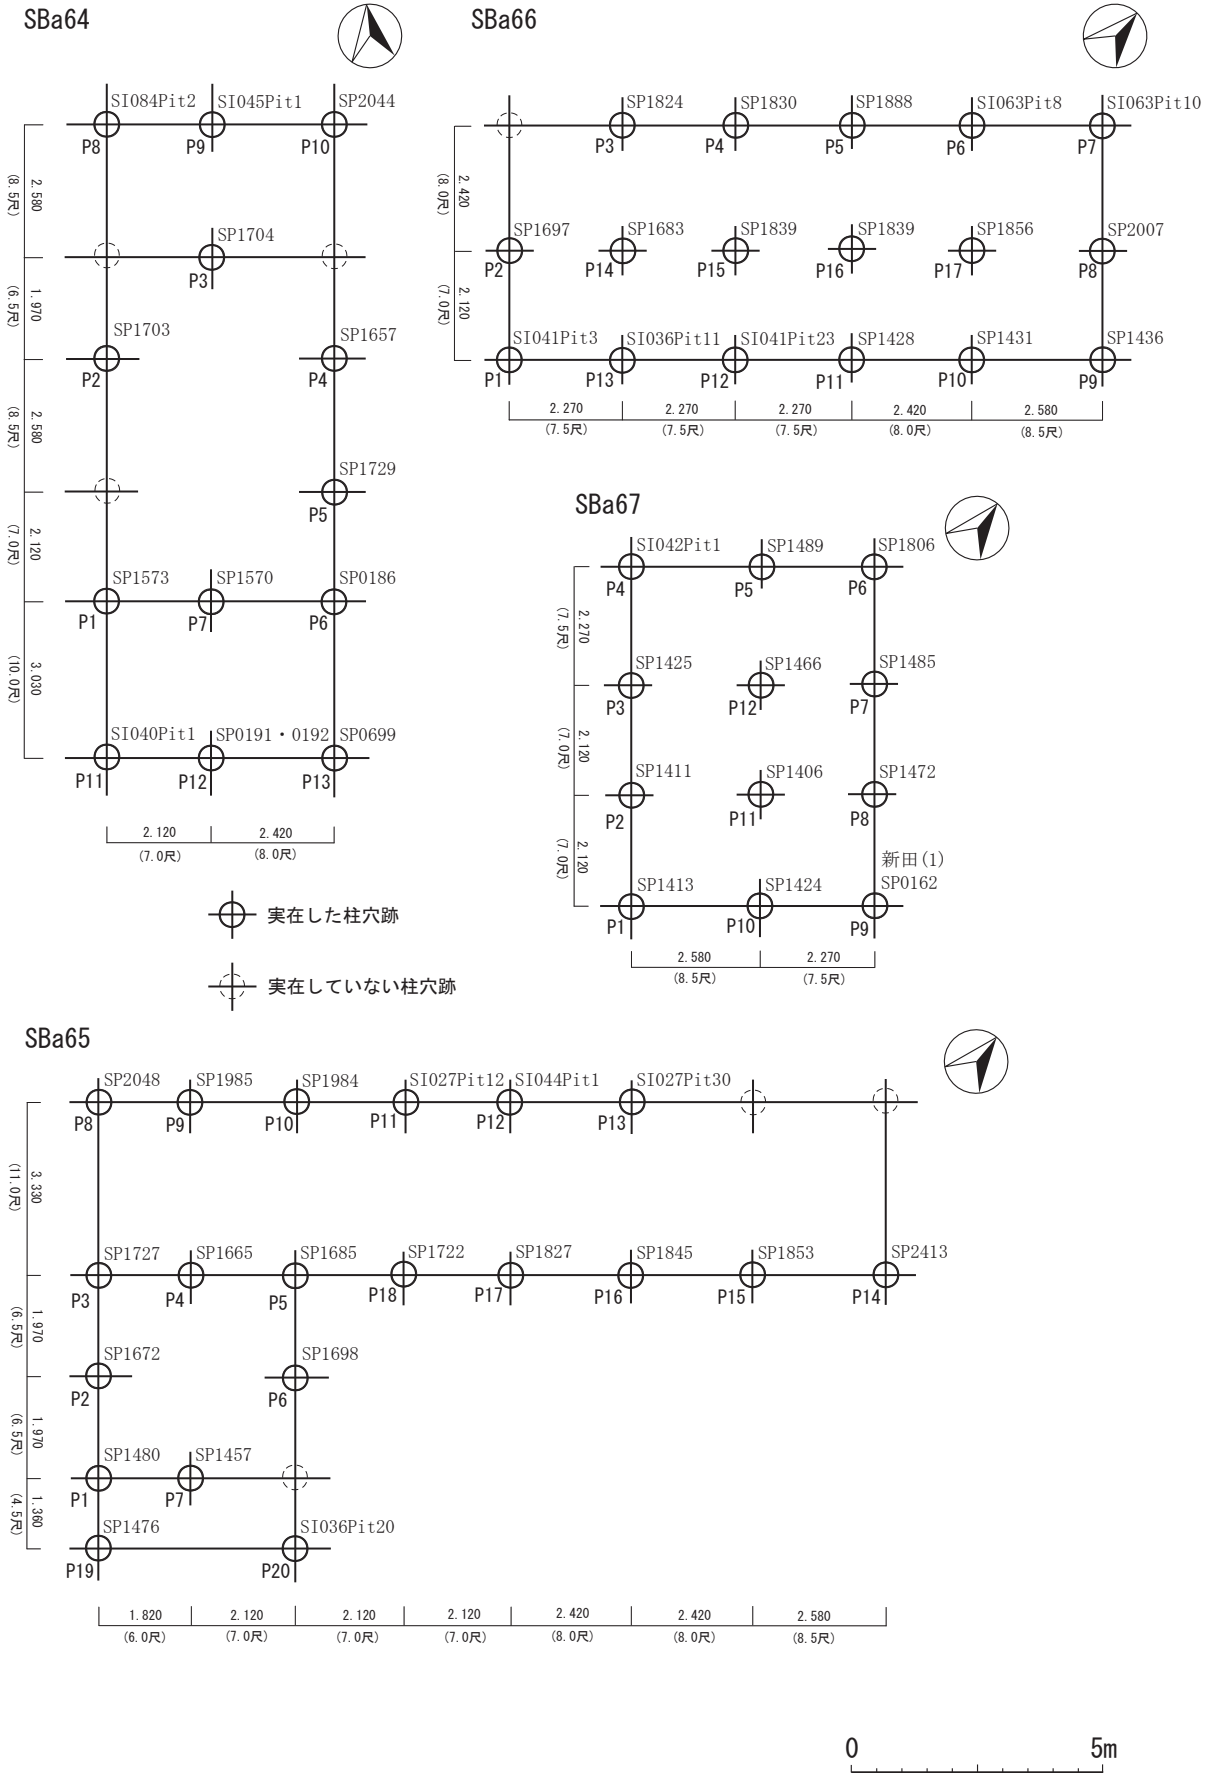 SBa64
SI084Pit2 SI045Pit1 SP2044
P8 P9 P10
2.580
(8.5尺)
SP1704
P3
1.970
(6.5尺)
SP1703 SP1657
P2 P4
2.580
(8.5尺)
SP1729
P5
2.120
(7.0尺)
SP1573 SP1570 SP0186
P1 P7 P6
3.030
(10.0尺)
SI040Pit1 SP0191・0192 SP0699
P11 P12 P13
2.120 2.420
(7.0尺) (8.0尺)
実在した柱穴跡
実在していない柱穴跡
SBa66
SP1824 SP1830 SP1888 SI063Pit8 SI063Pit10
P3 P4 P5 P6 P7
2.420
(8.0尺)
SP1697 SP1683 SP1839 SP1839 SP1856 SP2007
P2 P14 P15 P16 P17 P8
2.120
(7.0尺)
SI041Pit3 SI036Pit11 SI041Pit23 SP1428 SP1431 SP1436
P1 P13 P12 P11 P10 P9
2.270 2.270 2.270 2.420 2.580
(7.5尺) (7.5尺) (7.5尺) (8.0尺) (8.5尺)
SBa67
SI042Pit1 SP1489 SP1806
P4 P5 P6
2.270
(7.5尺)
SP1425 SP1466 SP1485
P3 P12 P7
2.120
(7.0尺)
SP1411 SP1406 SP1472
P2 P11 P8
2.120
(7.0尺)
新田(1)
SP1413 SP1424 SP0162
P1 P10 P9
2.580 2.270
(8.5尺) (7.5尺)
SBa65
SP2048 SP1985 SP1984 SI027Pit12 SI044Pit1 SI027Pit30
P8 P9 P10 P11 P12 P13
3.330
(11.0尺)
SP1727 SP1665 SP1685 SP1722 SP1827 SP1845 SP1853 SP2413
P3 P4 P5 P18 P17 P16 P15 P14
1.970
(6.5尺)
SP1672 SP1698
P2 P6
1.970
(6.5尺)
SP1480 SP1457
P1 P7
1.360
(4.5尺)
SP1476 SI036Pit20
P19 P20
1.820 2.120 2.120 2.120 2.420 2.420 2.580
(6.0尺) (7.0尺) (7.0尺) (7.0尺) (8.0尺) (8.0尺) (8.5尺)
0 5m